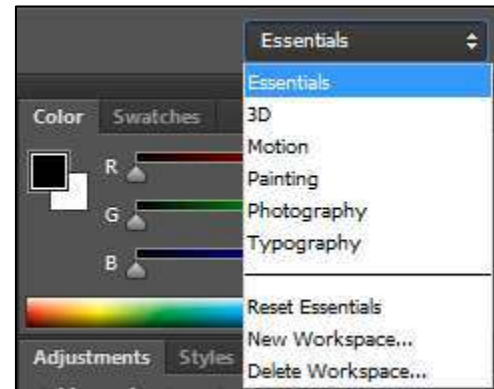 Essentials
Essentials
3D
Motion
Painting
Photography
Typography
Reset Essentials
New Workspace...
Delete Workspace...
Color Swatches
R
G
B
Adjustments Styles